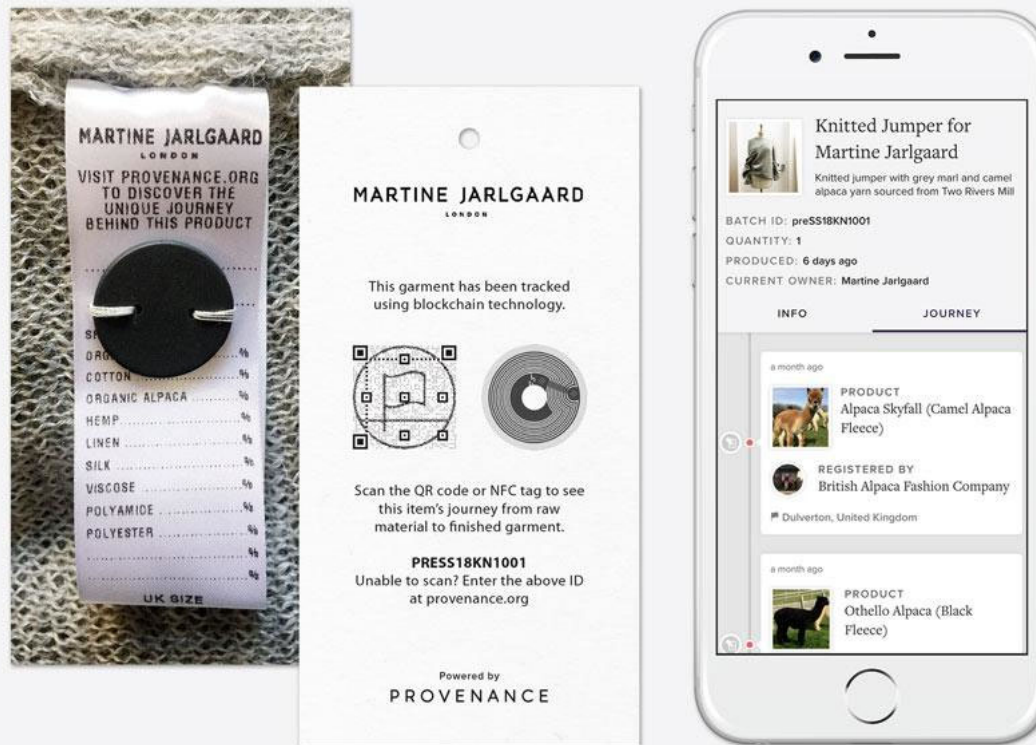 MARTINE JARLGAARD
LONDON
VISIT PROVENANCE.ORG
TO DISCOVER THE
UNIQUE JOURNEY
BEHIND THIS PRODUCT
%
COTTON %
ORGANIC ALPACA %
HEMP %
LINEN %
SILK %
VISCOSE %
POLYAMIDE %
POLYESTER %
%
%
UK SIZE
MARTINE JARLGAARD
LONDON
This garment has been tracked
using blockchain technology.
Scan the QR code or NFC tag to see
this item's journey from raw
material to finished garment.
PRESS18KN1001
Unable to scan? Enter the above ID
at provenance.org
Powered by
PROVENANCE
Knitted Jumper for
Martine Jarlgaard
Knitted jumper with grey marl and camel
alpaca yarn sourced from Two Rivers Mill
BATCH ID: preSS18KN1001
QUANTITY: 1
PRODUCED: 6 days ago
CURRENT OWNER: Martine Jarlgaard
INFO JOURNEY
a month ago
PRODUCT
Alpaca Skyfall (Camel Alpaca
Fleece)
REGISTERED BY
British Alpaca Fashion Company
Dulverton, United Kingdom
a month ago
PRODUCT
Othello Alpaca (Black
Fleece)